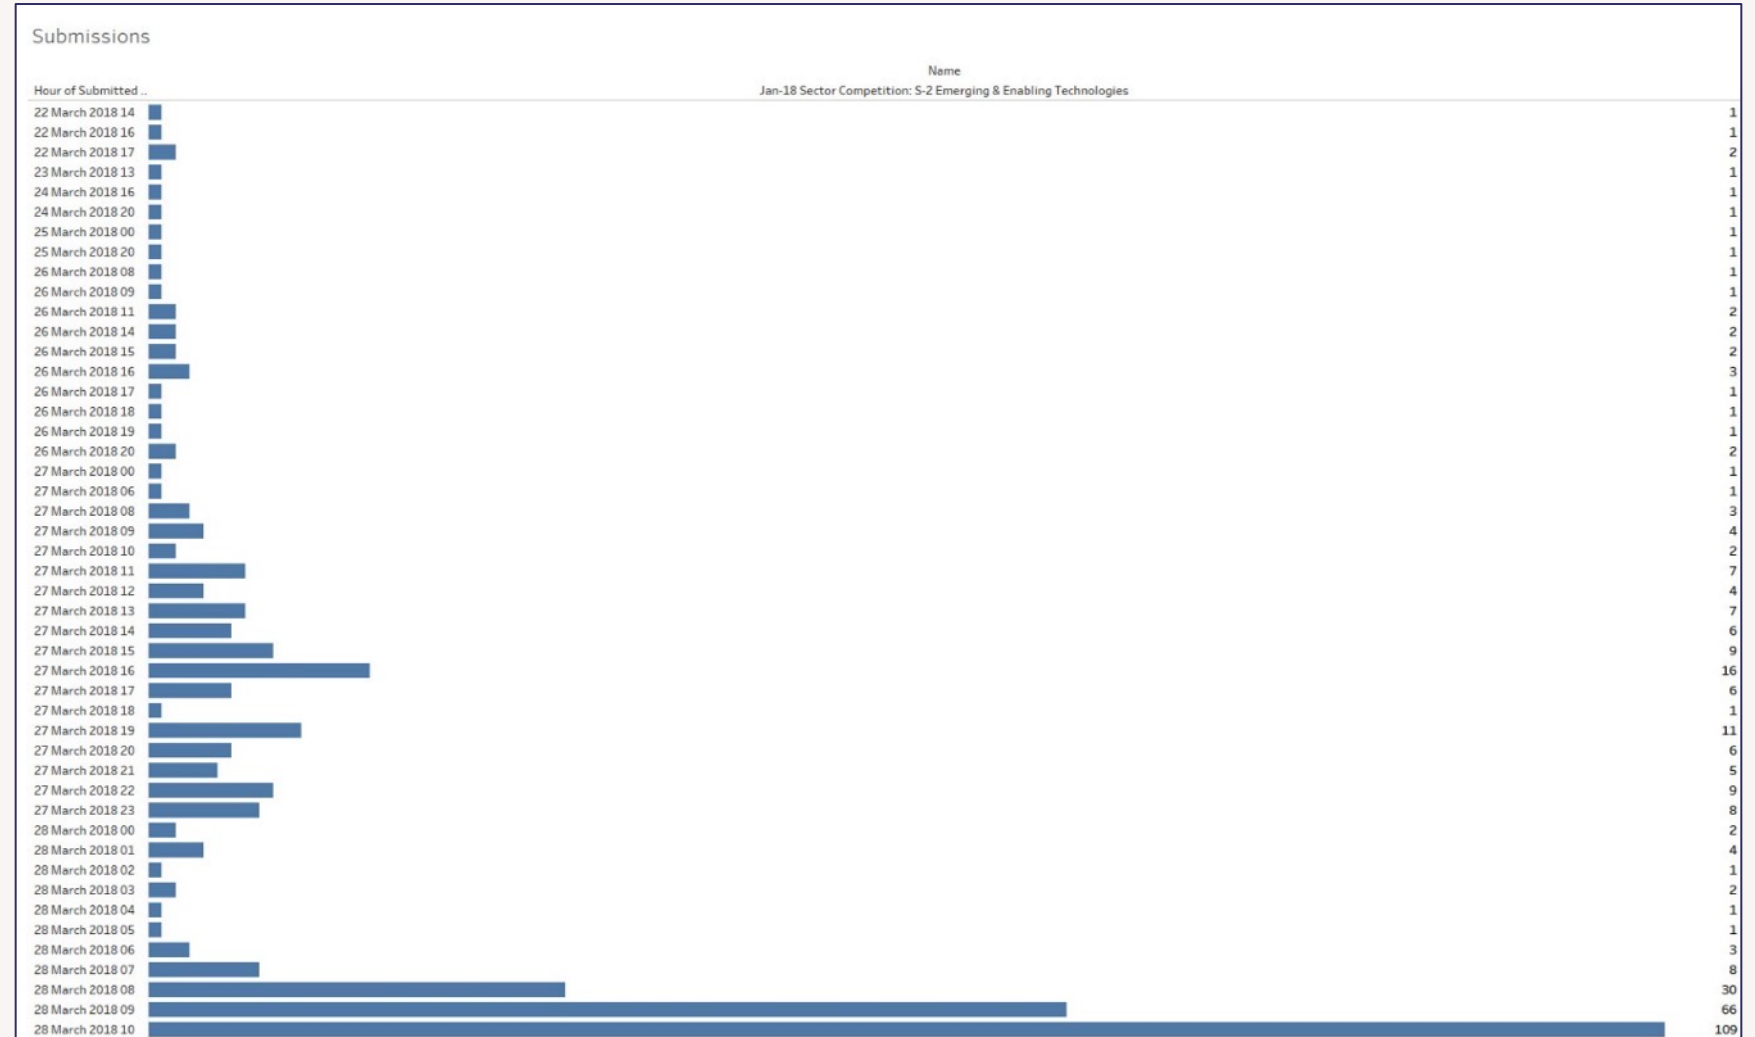 Submissions
Name
Hour of Submitted .. Jan-18 Sector Competition: S-2 Emerging & Enabling Technologies
22 March 2018 14 1
22 March 2018 16 1
22 March 2018 17 2
23 March 2018 13 1
24 March 2018 16 1
24 March 2018 20 1
25 March 2018 00 1
25 March 2018 20 1
26 March 2018 08 1
26 March 2018 09 1
26 March 2018 11 2
26 March 2018 14 2
26 March 2018 15 2
26 March 2018 16 3
26 March 2018 17 1
26 March 2018 18 1
26 March 2018 19 1
26 March 2018 20 2
27 March 2018 00 1
27 March 2018 06 1
27 March 2018 08 3
27 March 2018 09 4
27 March 2018 10 2
27 March 2018 11 7
27 March 2018 12 4
27 March 2018 13 7
27 March 2018 14 6
27 March 2018 15 9
27 March 2018 16 16
27 March 2018 17 6
27 March 2018 18 1
27 March 2018 19 11
27 March 2018 20 6
27 March 2018 21 5
27 March 2018 22 9
27 March 2018 23 8
28 March 2018 00 2
28 March 2018 01 4
28 March 2018 02 1
28 March 2018 03 2
28 March 2018 04 1
28 March 2018 05 1
28 March 2018 06 3
28 March 2018 07 8
28 March 2018 08 30
28 March 2018 09 66
28 March 2018 10 109